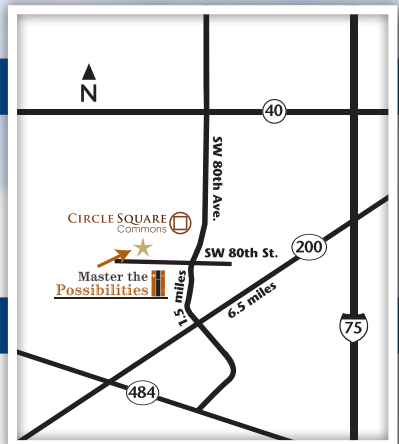 N
40
SW 80th Ave.
CIRCLE SQUARE
Commons
SW 80th St.
200
Master the
Possibilities
1.5 miles
6.5 miles
75
484